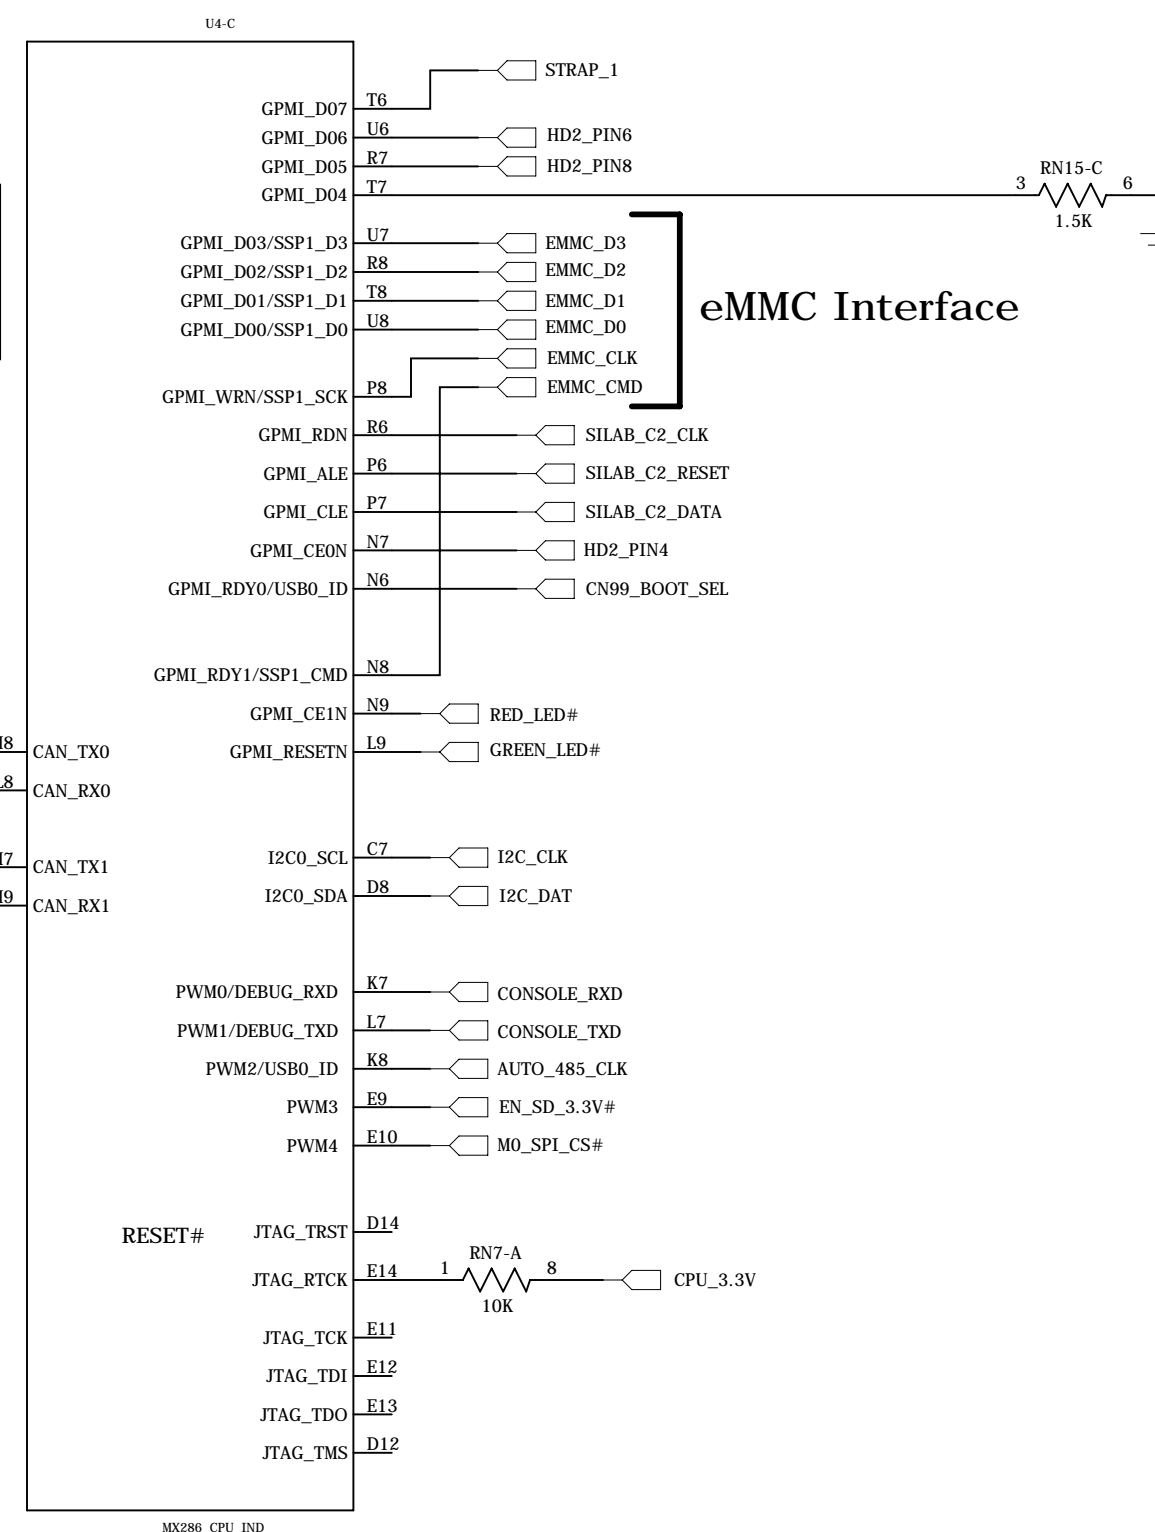 U4-C
GPMI_D07 T6 STRAP_1
GPMI_D06 U6 HD2_PIN6
GPMI_D05 R7 HD2_PIN8
GPMI_D04 T7 3 RN15-C 6
1.5K
GPMI_D03/SSP1_D3 U7 EMMC_D3
GPMI_D02/SSP1_D2 R8 EMMC_D2
GPMI_D01/SSP1_D1 T8 EMMC_D1
GPMI_D00/SSP1_D0 U8 EMMC_D0
eMMC Interface
EMMC_CLK
GPMI_WRN/SSP1_SCK P8 EMMC_CMD
GPMI_RDN R6 SILAB_C2_CLK
GPMI_ALE P6 SILAB_C2_RESET
GPMI_CLE P7 SILAB_C2_DATA
GPMI_CE0N N7 HD2_PIN4
GPMI_RDY0/USB0_ID N6 CN99_BOOT_SEL
GPMI_RDY1/SSP1_CMD N8
GPMI_CE1N N9 RED_LED#
CAN_TX0 GPMI_RESETN L9 GREEN_LED#
CAN_RX0
CAN_TX1 I2C0_SCL C7 I2C_CLK
CAN_RX1 I2C0_SDA D8 I2C_DAT
PWM0/DEBUG_RXD K7 CONSOLE_RXD
PWM1/DEBUG_TXD L7 CONSOLE_TXD
PWM2/USB0_ID K8 AUTO_485_CLK
PWM3 E9 EN_SD_3.3V#
PWM4 E10 M0_SPI_CS#
RESET# JTAG_TRST D14
JTAG_RTCK E14 1 RN7-A 8 CPU_3.3V
10K
JTAG_TCK E11
JTAG_TDI E12
JTAG_TDO E13
JTAG_TMS D12
MX286_CPU_IND